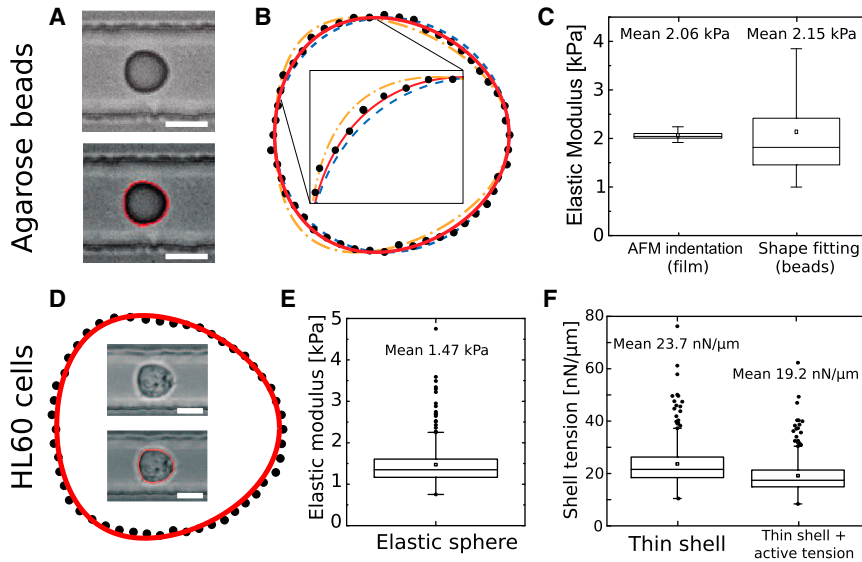 A
B
C
Agarose beads
Elastic Modulus [kPa]
4
3
2
1
0
Mean 2.06 kPa
Mean 2.15 kPa
AFM indentation
(film)
Shape fitting
(beads)
D
E
F
HL60 cells
Elastic modulus [kPa]
5
4
3
2
1
0
Mean 1.47 kPa
Elastic sphere
Shell tension [nN/µm]
80
60
40
20
0
Mean 23.7 nN/µm
Mean 19.2 nN/µm
Thin shell
Thin shell +
active tension